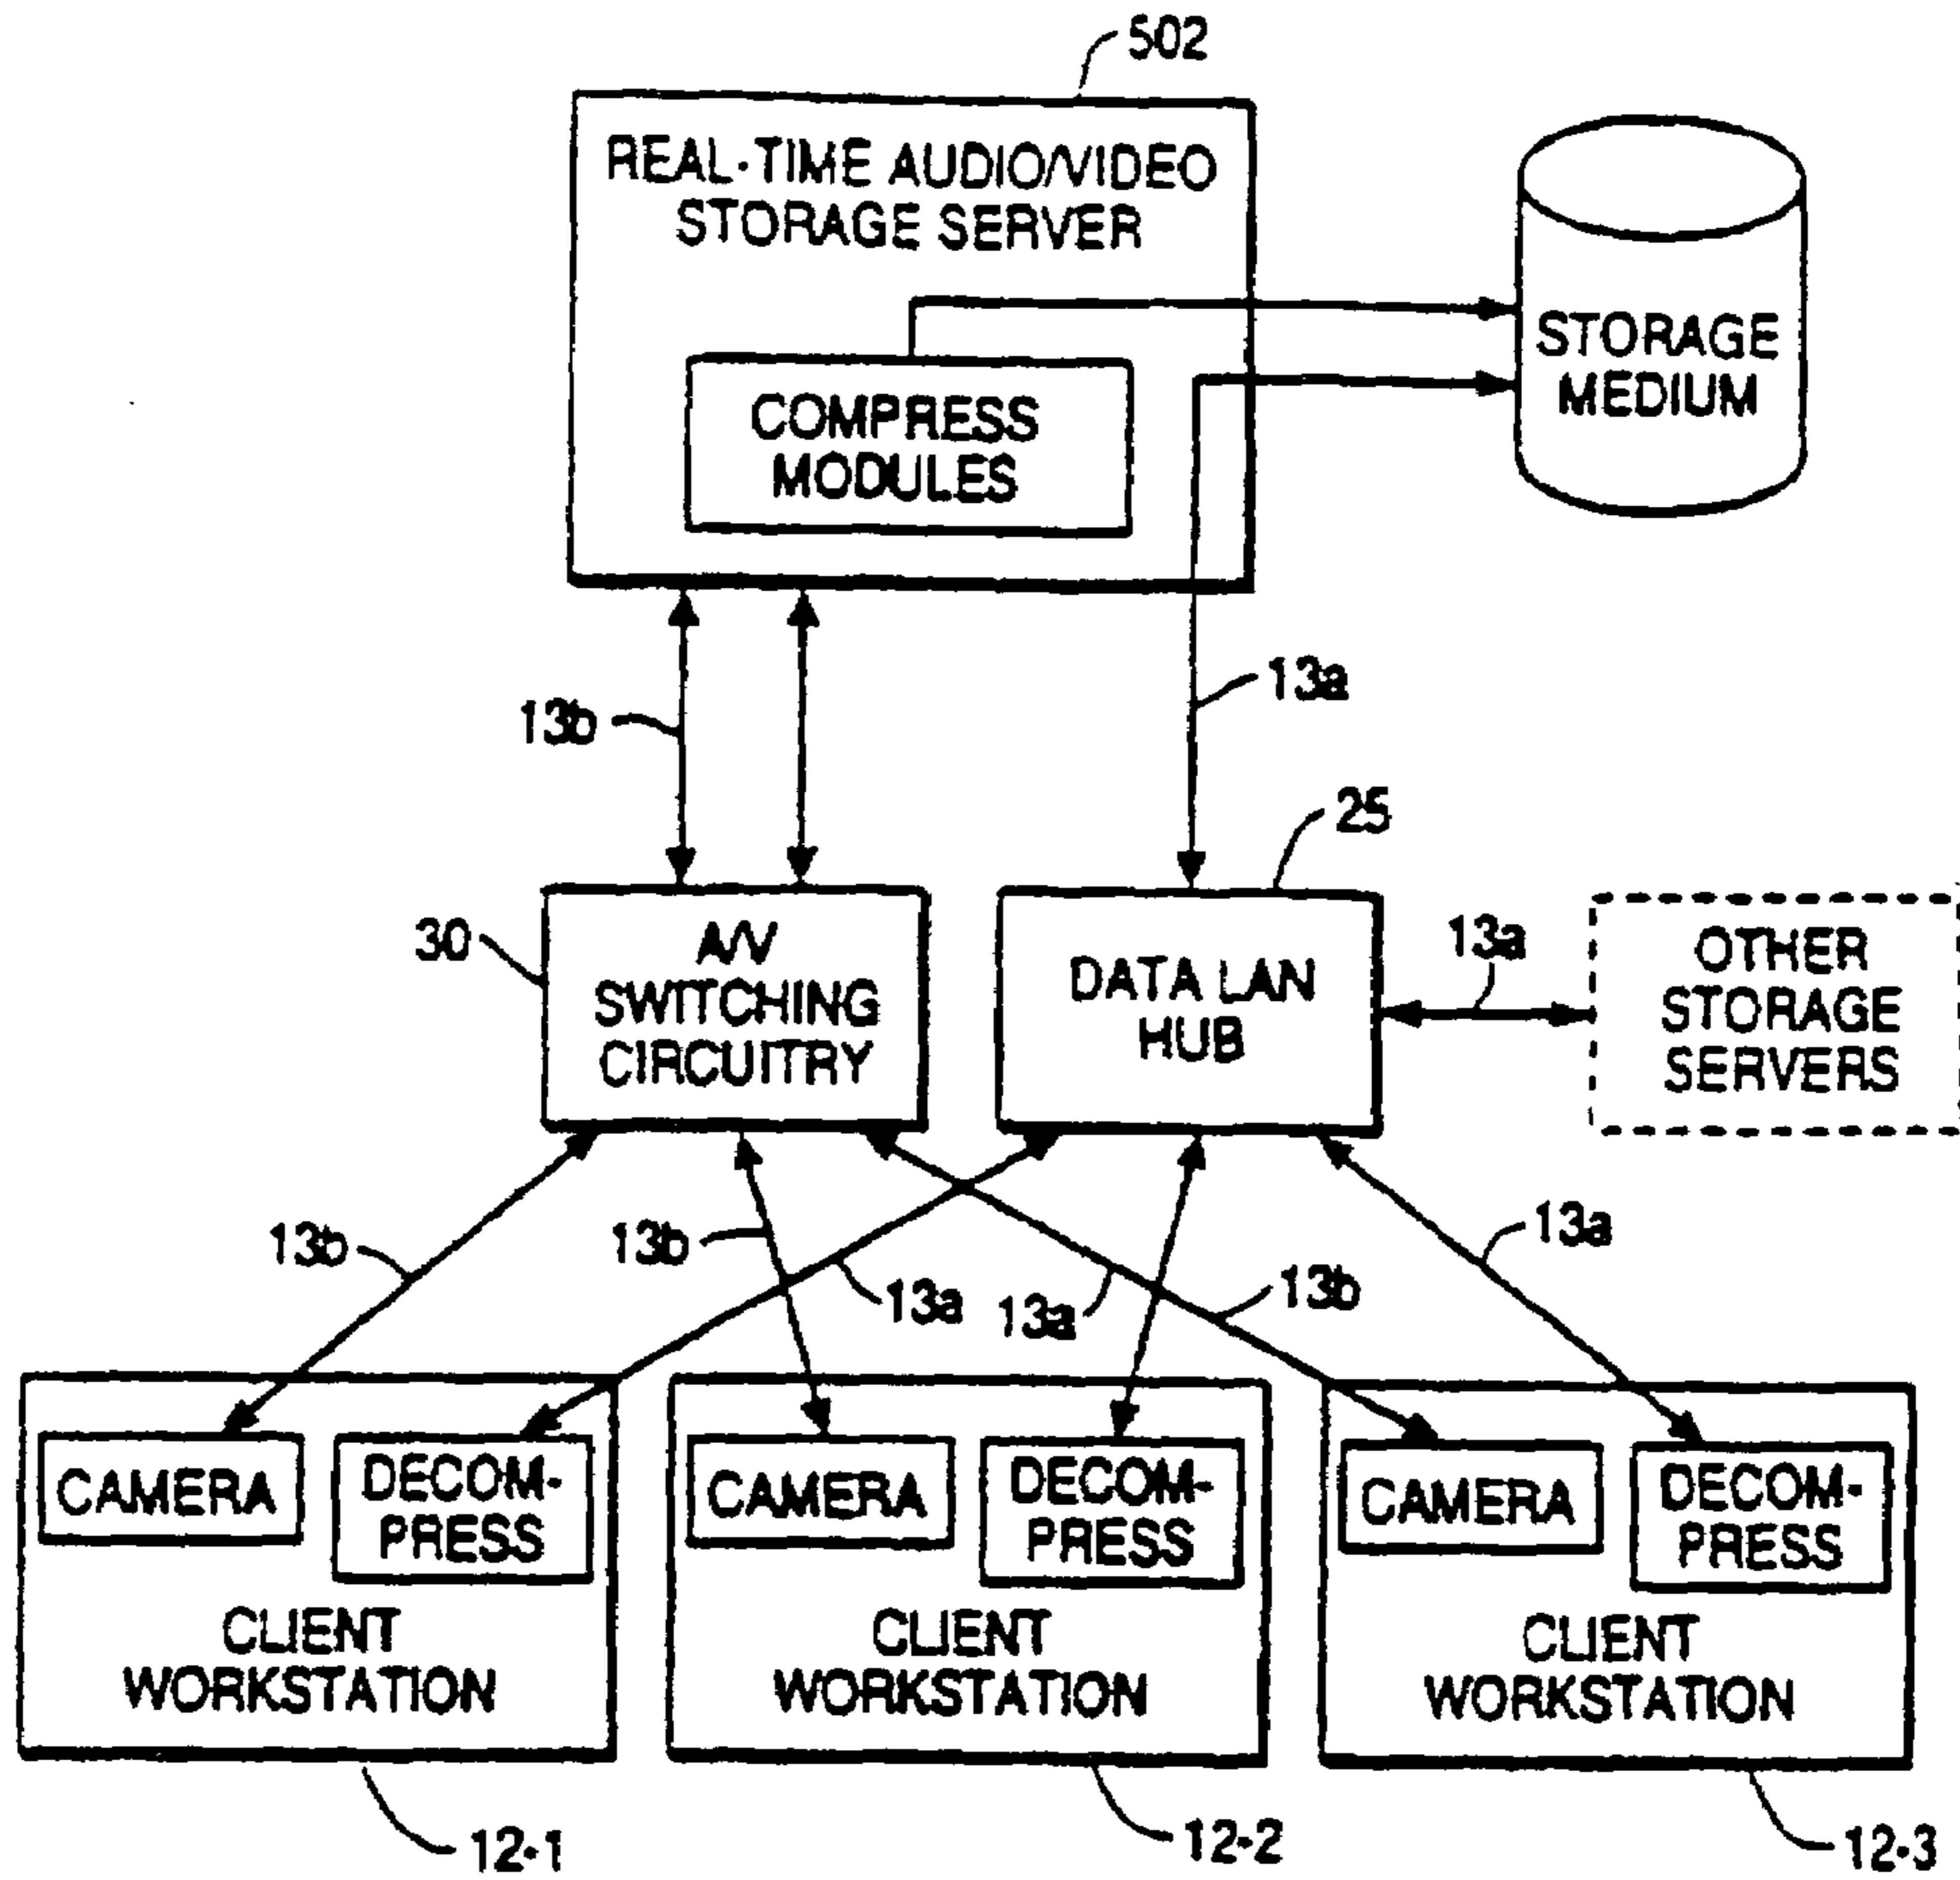 502
REAL-TIME AUDIO/VIDEO
STORAGE SERVER
STORAGE
MEDIUM
COMPRESS
MODULES
13b
13a
25
30
A/V
SWITCHING
CIRCUITRY
DATA LAN
HUB
13a
OTHER
STORAGE
SERVERS
13b
13b
13a
13a
13b
13a
CAMERA
DECOM-
PRESS
CLIENT
WORKSTATION
CAMERA
DECOM-
PRESS
CLIENT
WORKSTATION
CAMERA
DECOM-
PRESS
CLIENT
WORKSTATION
12-1
12-2
12-3